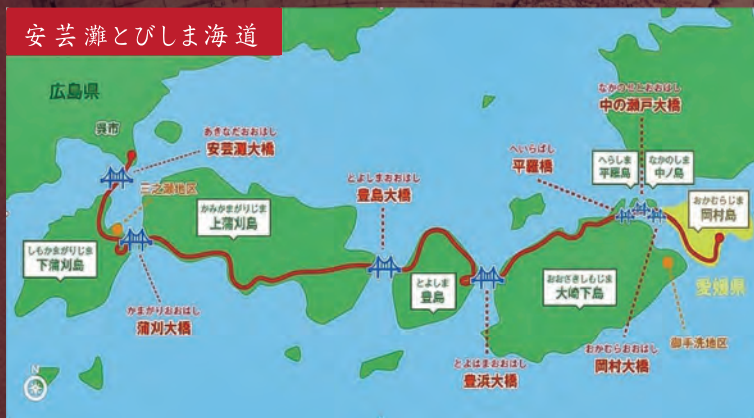 安芸灘とびしま海道
広島県
呉市
あきなだおおはし
安芸灘大橋
三之瀬地区
しもかまがりじま
下蒲刈島
かまがりおおはし
蒲刈大橋
かみかまがりじま
上蒲刈島
とよしまおおはし
豊島大橋
とよしま
豊島
とよはまおおはし
豊浜大橋
おおさきしもじま
大崎下島
へいらばし
平羅橋
へらしま
平羅島
なかのせとおおはし
中の瀬戸大橋
なかのしま
中ノ島
おかむらじま
岡村島
愛媛県
御手洗地区
おかむらおおはし
岡村大橋
N